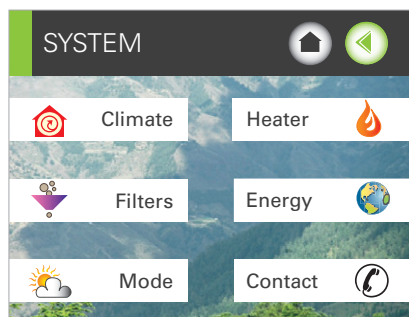 SYSTEM
Climate
Heater
Filters
Energy
Mode
Contact